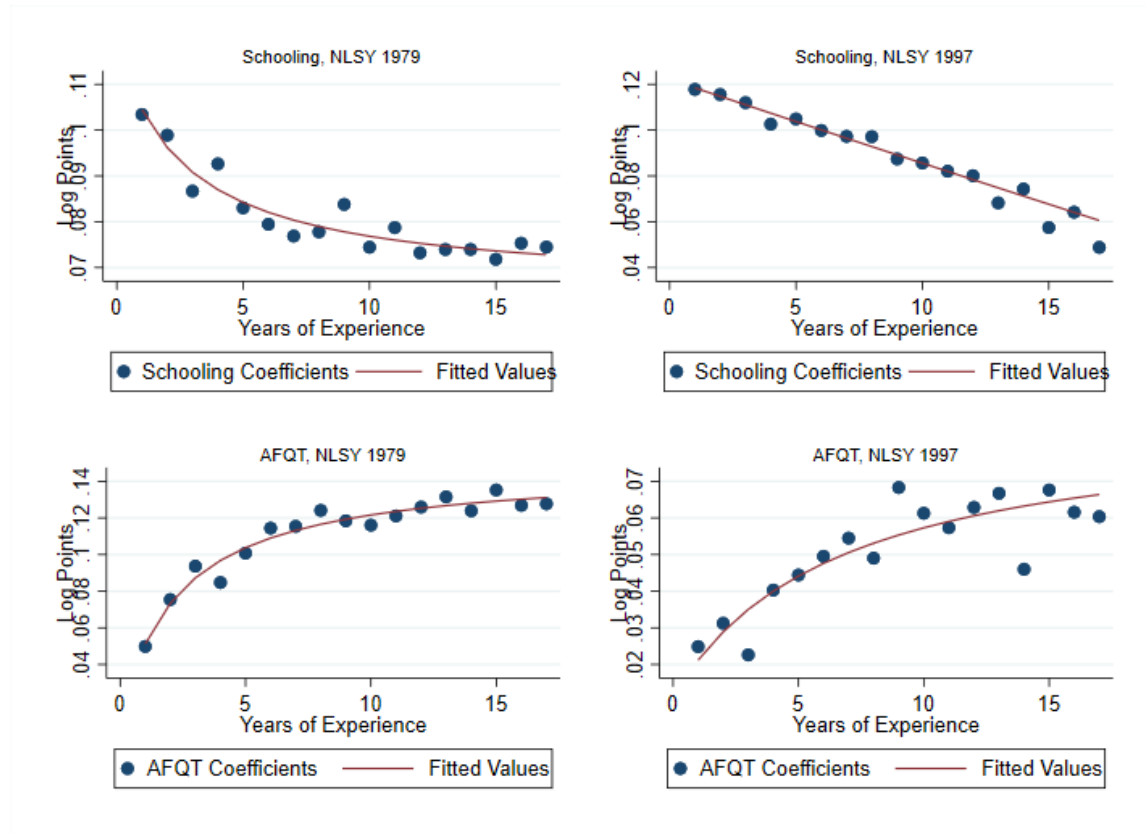 Schooling, NLSY 1979
Log Points
.07 .08 .09 .1 .11
0 5 10 15
Years of Experience
Schooling Coefficients Fitted Values
Schooling, NLSY 1997
Log Points
.04 .06 .08 .1 .12
0 5 10 15
Years of Experience
Schooling Coefficients Fitted Values
AFQT, NLSY 1979
Log Points
.04 .06 .08 .1 .12 .14
0 5 10 15
Years of Experience
AFQT Coefficients Fitted Values
AFQT, NLSY 1997
Log Points
.02 .03 .04 .05 .06 .07
0 5 10 15
Years of Experience
AFQT Coefficients Fitted Values